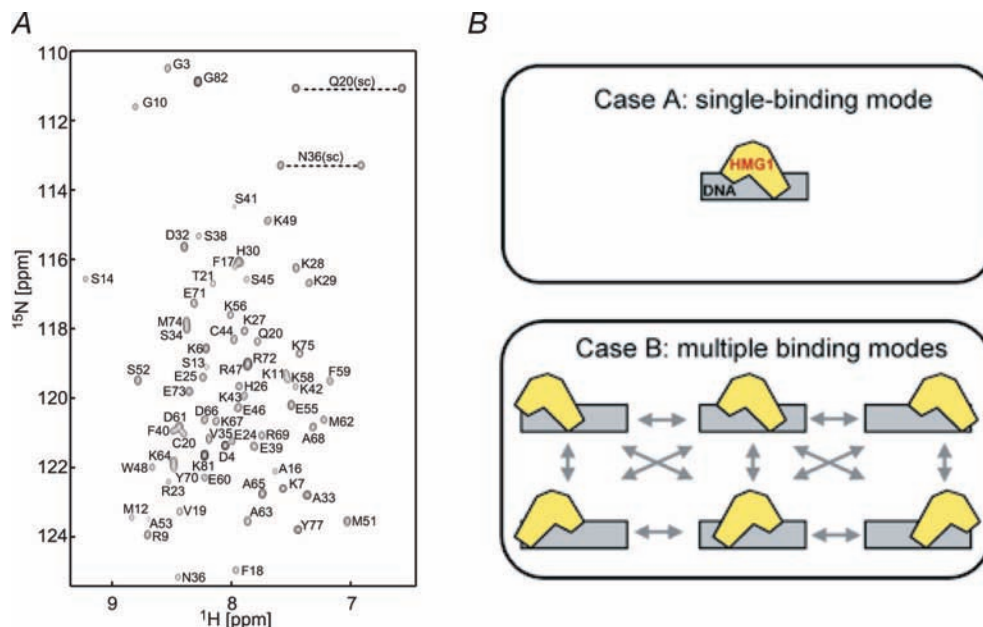 A
B
110
112
114
116
118
120
122
124
15N [ppm]
9
8
7
1H [ppm]
G3
G82
Q20(sc)
G10
N36(sc)
S41
K49
D32
S38
H30
F17
K28
S14
T21
S45
K29
E71
K56
M74
K27
S34
C44
Q20
K6
R72
K75
S13
R47
K11
K58
F59
S52
E25
H26
K42
E73
K43
E46
E55
D61
D66
K67
M62
F40
V35
E24
R69
A68
C20
D4
E39
K64
W48
K81
Y70
E60
A16
R23
A65
K7
A33
M12
V19
A63
M51
A53
R9
Y77
N36
F18
Case A: single-binding mode
HMG1
DNA
Case B: multiple binding modes